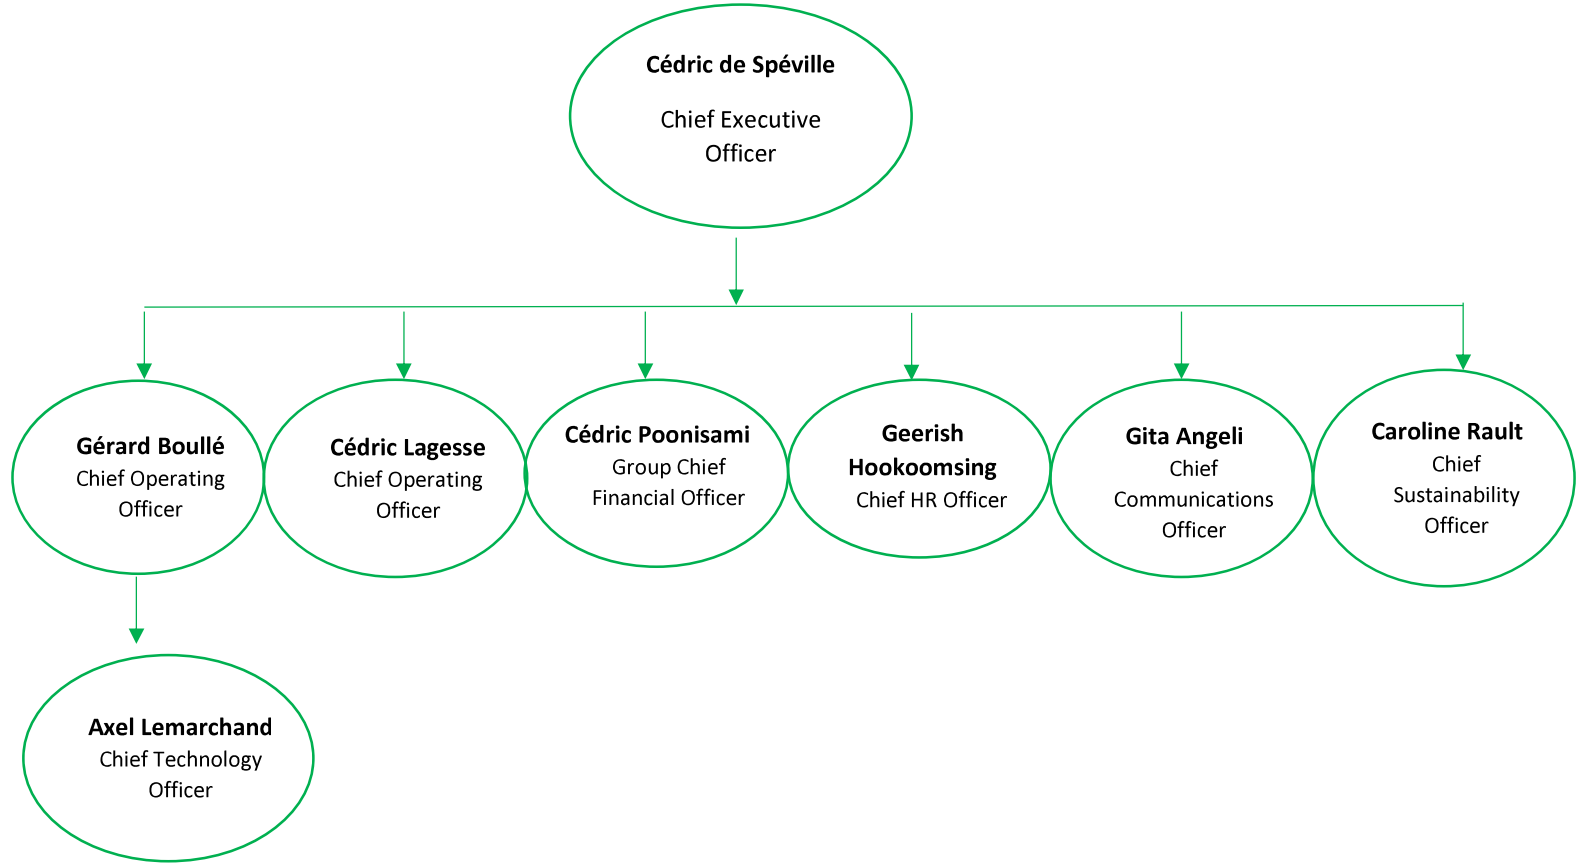 Cédric de Spéville
Chief Executive
Officer
Gérard Boullé
Chief Operating
Officer
Cédric Lagesse
Chief Operating
Officer
Cédric Poonisami
Group Chief
Financial Officer
Geerish
Hookoomsing
Chief HR Officer
Gita Angeli
Chief
Communications
Officer
Caroline Rault
Chief
Sustainability
Officer
Axel Lemarchand
Chief Technology
Officer